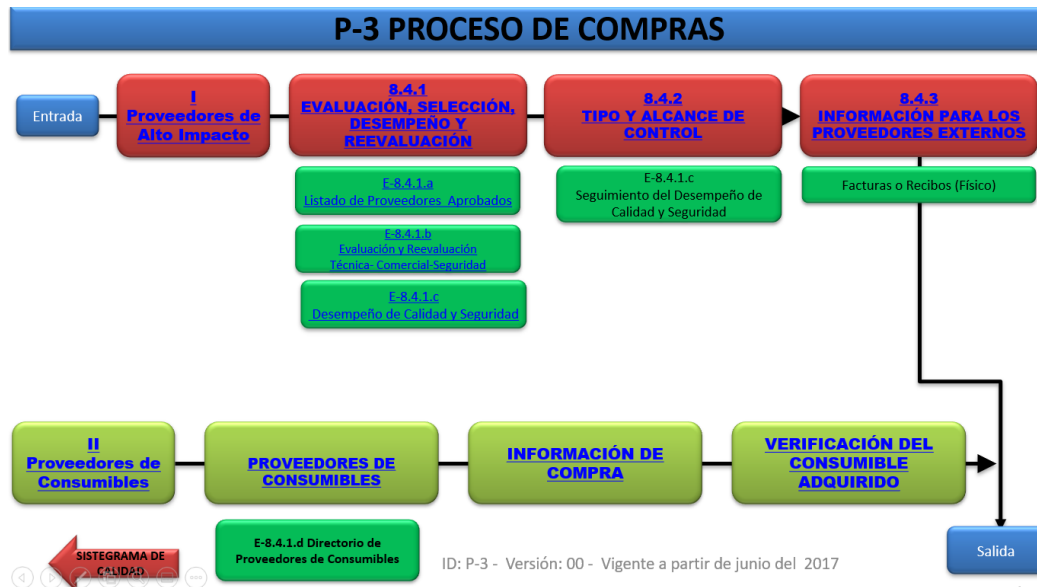 P-3 PROCESO DE COMPRAS
Entrada
I
Proveedores de
Alto Impacto
8.4.1
EVALUACIÓN, SELECCIÓN,
DESEMPEÑO Y
REEVALUACIÓN
8.4.2
TIPO Y ALCANCE DE
CONTROL
8.4.3
INFORMACIÓN PARA LOS
PROVEEDORES EXTERNOS
E-8.4.1.a
Listado de Proveedores Aprobados
E-8.4.1.b
Evaluación y Reevaluación
Técnica- Comercial-Seguridad
E-8.4.1.c
Desempeño de Calidad y Seguridad
E-8.4.1.c
Seguimiento del Desempeño de
Calidad y Seguridad
Facturas o Recibos (Físico)
II
Proveedores de
Consumibles
PROVEEDORES DE
CONSUMIBLES
INFORMACIÓN DE
COMPRA
VERIFICACIÓN DEL
CONSUMIBLE
ADQUIRIDO
E-8.4.1.d Directorio de
Proveedores de Consumibles
SISTEGRAMA DE
CALIDAD
ID: P-3 - Versión: 00 - Vigente a partir de junio del 2017
Salida